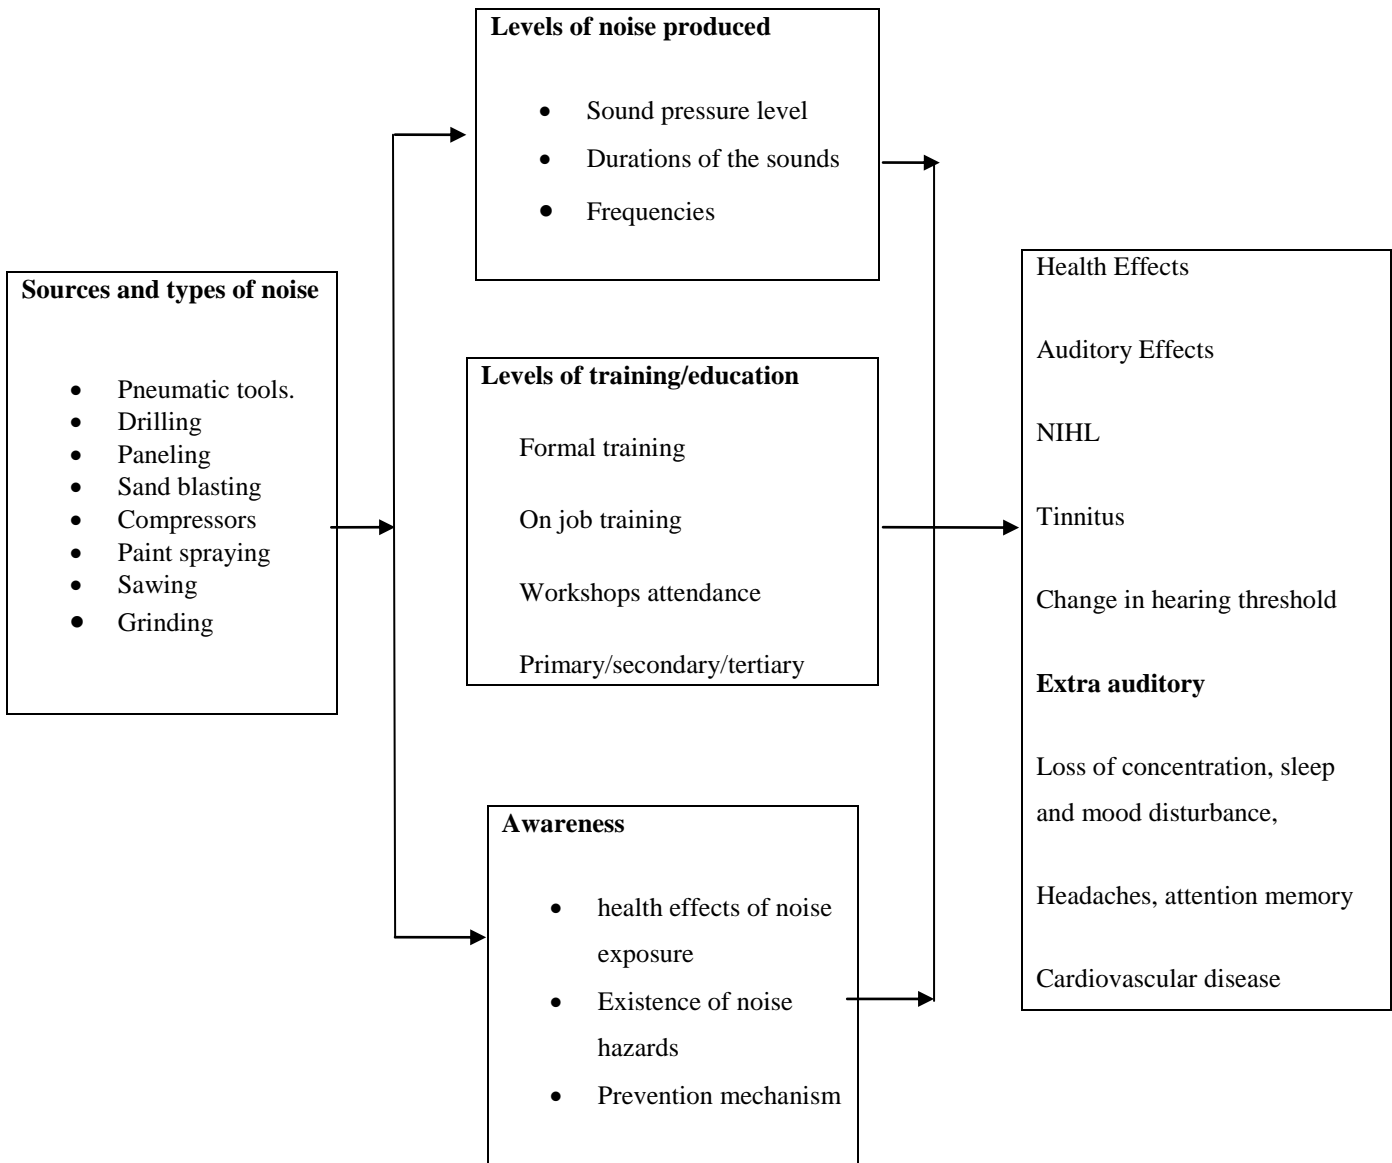 Levels of noise produced
• Sound pressure level
• Durations of the sounds
• Frequencies
Sources and types of noise
• Pneumatic tools.
• Drilling
• Paneling
• Sand blasting
• Compressors
• Paint spraying
• Sawing
• Grinding
Levels of training/education
Formal training
On job training
Workshops attendance
Primary/secondary/tertiary
Awareness
• health effects of noise
exposure
• Existence of noise
hazards
• Prevention mechanism
Health Effects
Auditory Effects
NIHL
Tinnitus
Change in hearing threshold
Extra auditory
Loss of concentration, sleep
and mood disturbance,
Headaches, attention memory
Cardiovascular disease